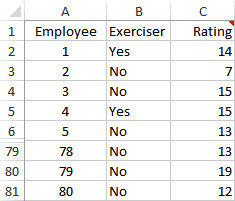 A B C
1 Employee Exerciser Rating
2 1 Yes 14
3 2 No 7
4 3 No 15
5 4 Yes 15
6 5 No 13
79 78 No 13
80 79 No 19
81 80 No 12